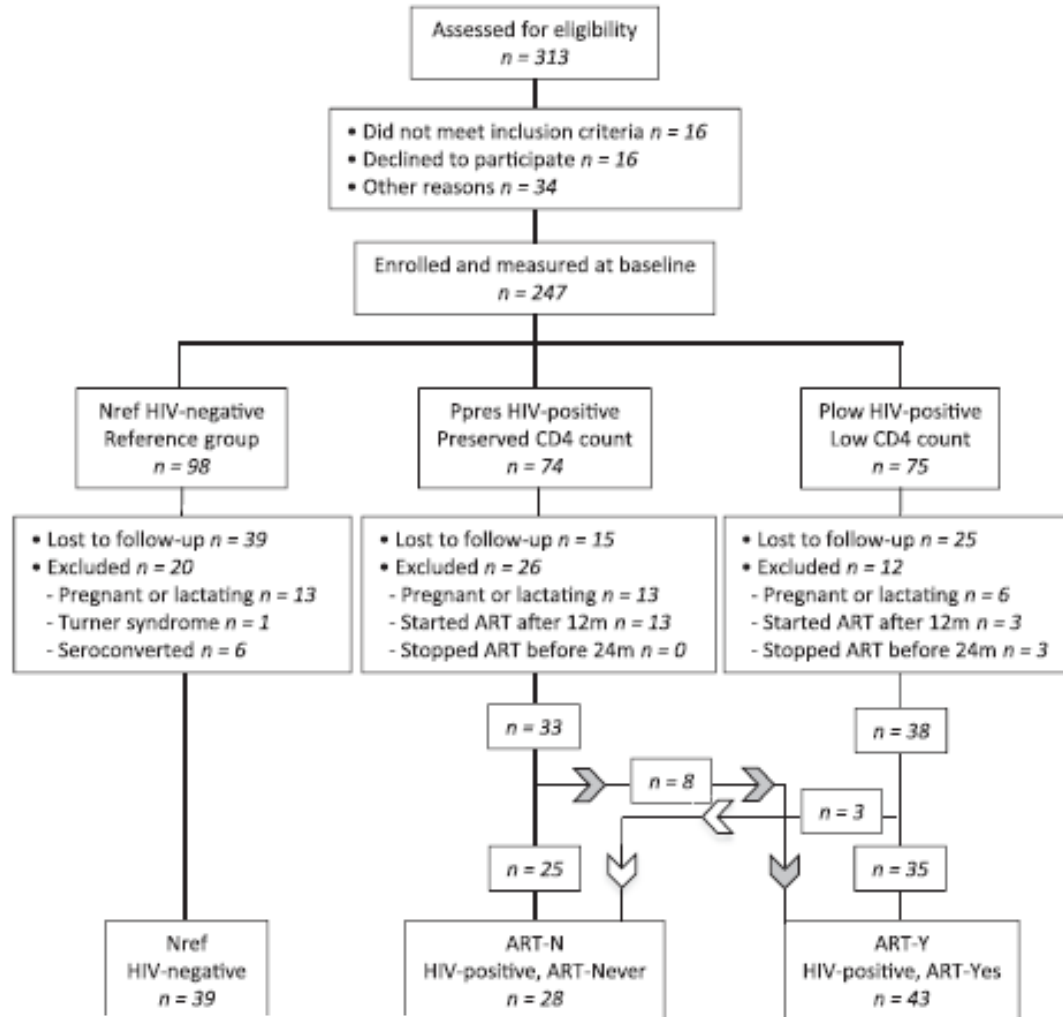 Assessed for eligibility
n = 313
• Did not meet inclusion criteria n = 16
• Declined to participate n = 16
• Other reasons n = 34
Enrolled and measured at baseline
n = 247
Nref HIV-negative
Reference group
n = 98
Ppres HIV-positive
Preserved CD4 count
n = 74
Plow HIV-positive
Low CD4 count
n = 75
• Lost to follow-up n = 39
• Excluded n = 20
- Pregnant or lactating n = 13
- Turner syndrome n = 1
- Seroconverted n = 6
• Lost to follow-up n = 15
• Excluded n = 26
- Pregnant or lactating n = 13
- Started ART after 12m n = 13
- Stopped ART before 24m n = 0
• Lost to follow-up n = 25
• Excluded n = 12
- Pregnant or lactating n = 6
- Started ART after 12m n = 3
- Stopped ART before 24m n = 3
n = 33
n = 38
n = 8
n = 3
n = 25
n = 35
Nref
HIV-negative
n = 39
ART-N
HIV-positive, ART-Never
n = 28
ART-Y
HIV-positive, ART-Yes
n = 43